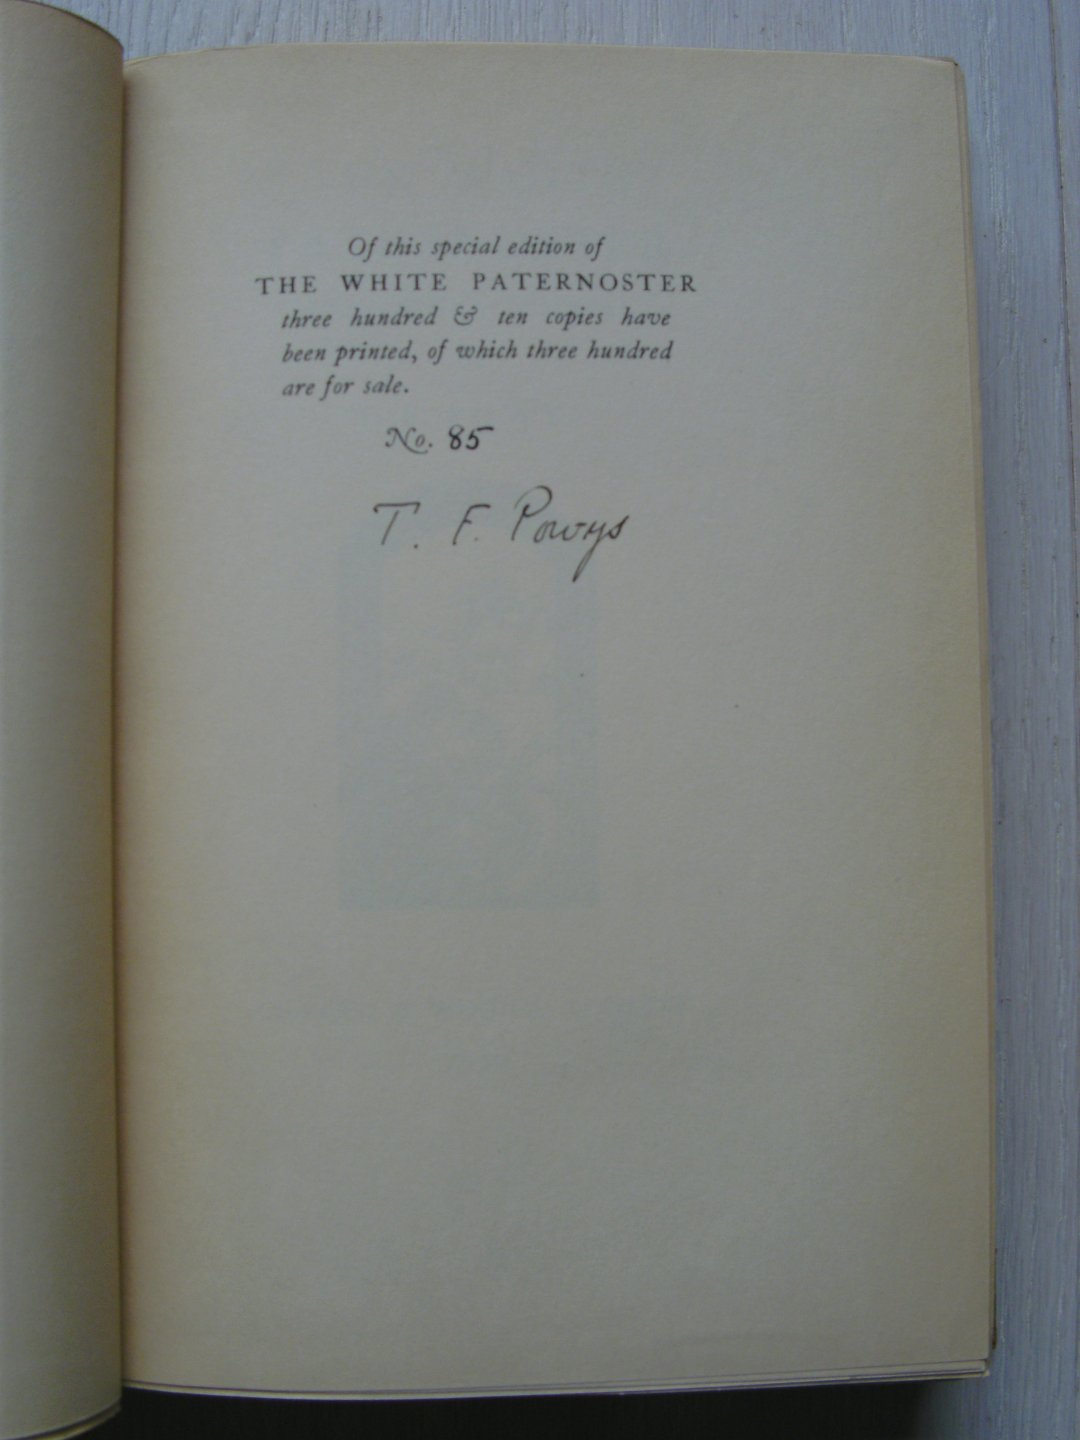 Of this special edition of
THE WHITE PATERNOSTER
three hundred & ten copies have
been printed, of which three hundred
are for sale.
No. 85
T. F. Powys